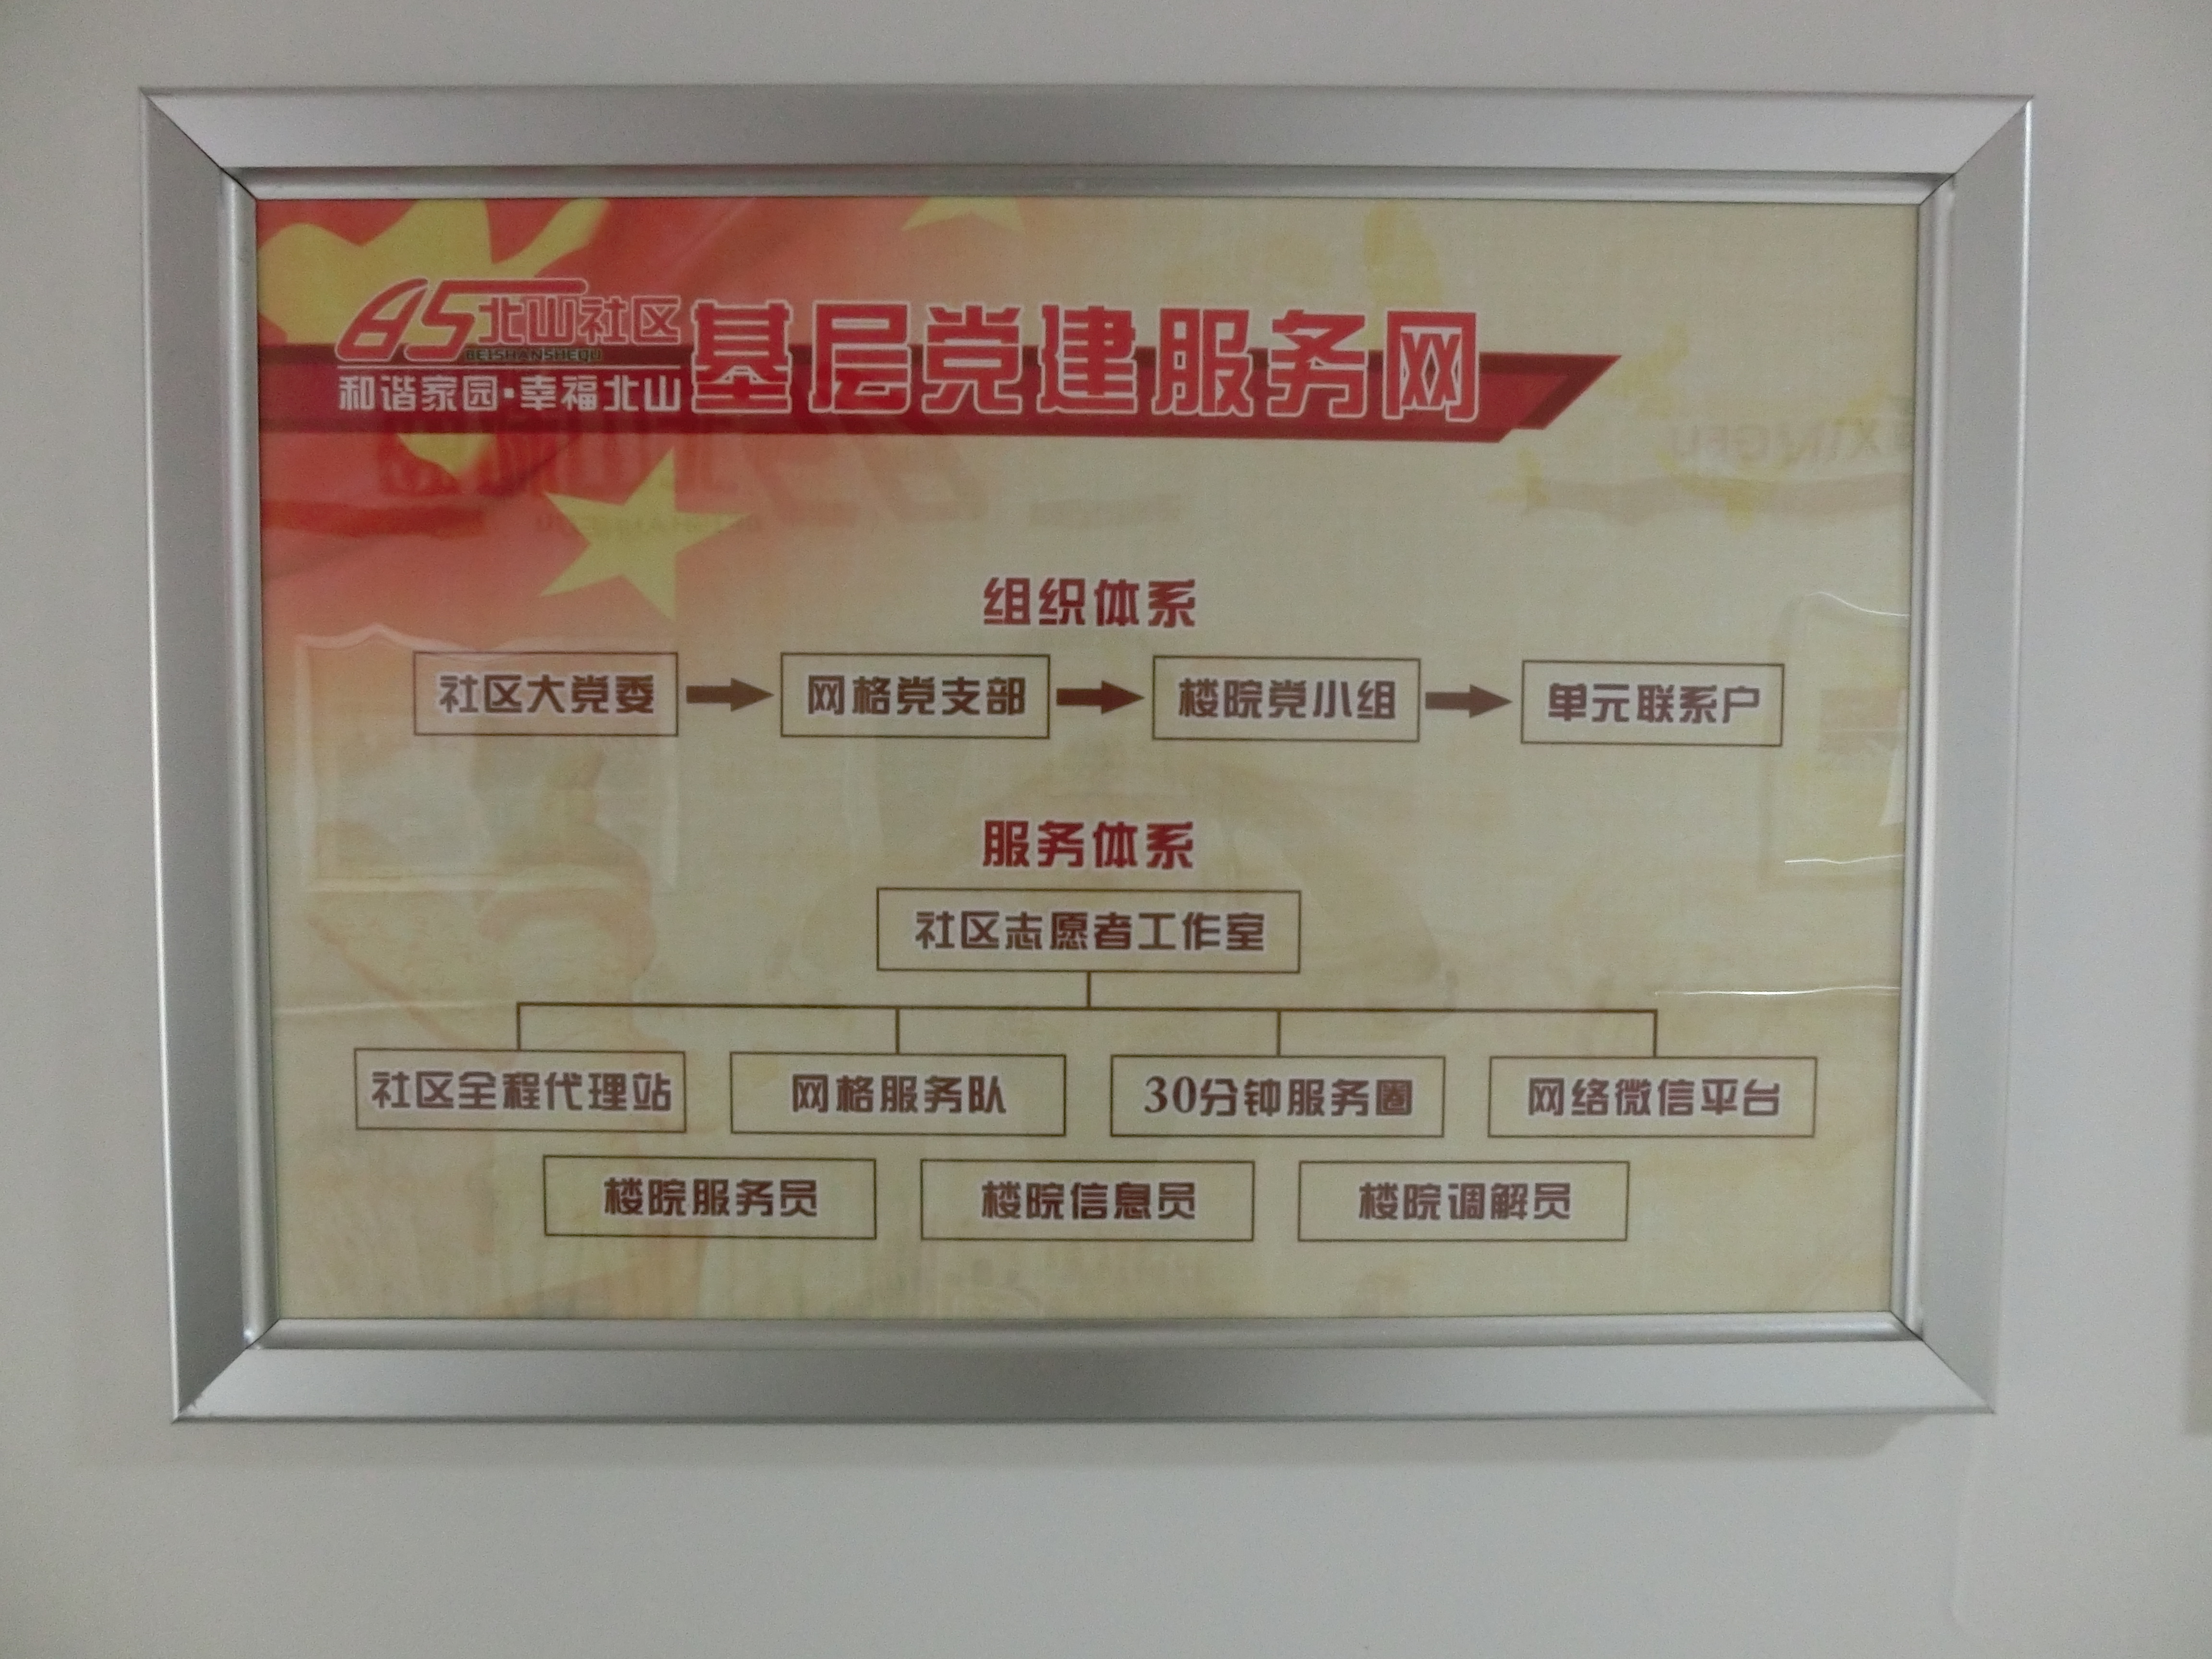 BS北山社区
BEISHANSHEQU
和谐家园·幸福北山
基层党建服务网
组织体系
社区大党委 网格党支部 楼院党小组 单元联系户
服务体系
社区志愿者工作室
社区全程代理站 网格服务队 30分钟服务圈 网络微信平台
楼院服务员 楼院信息员 楼院调解员